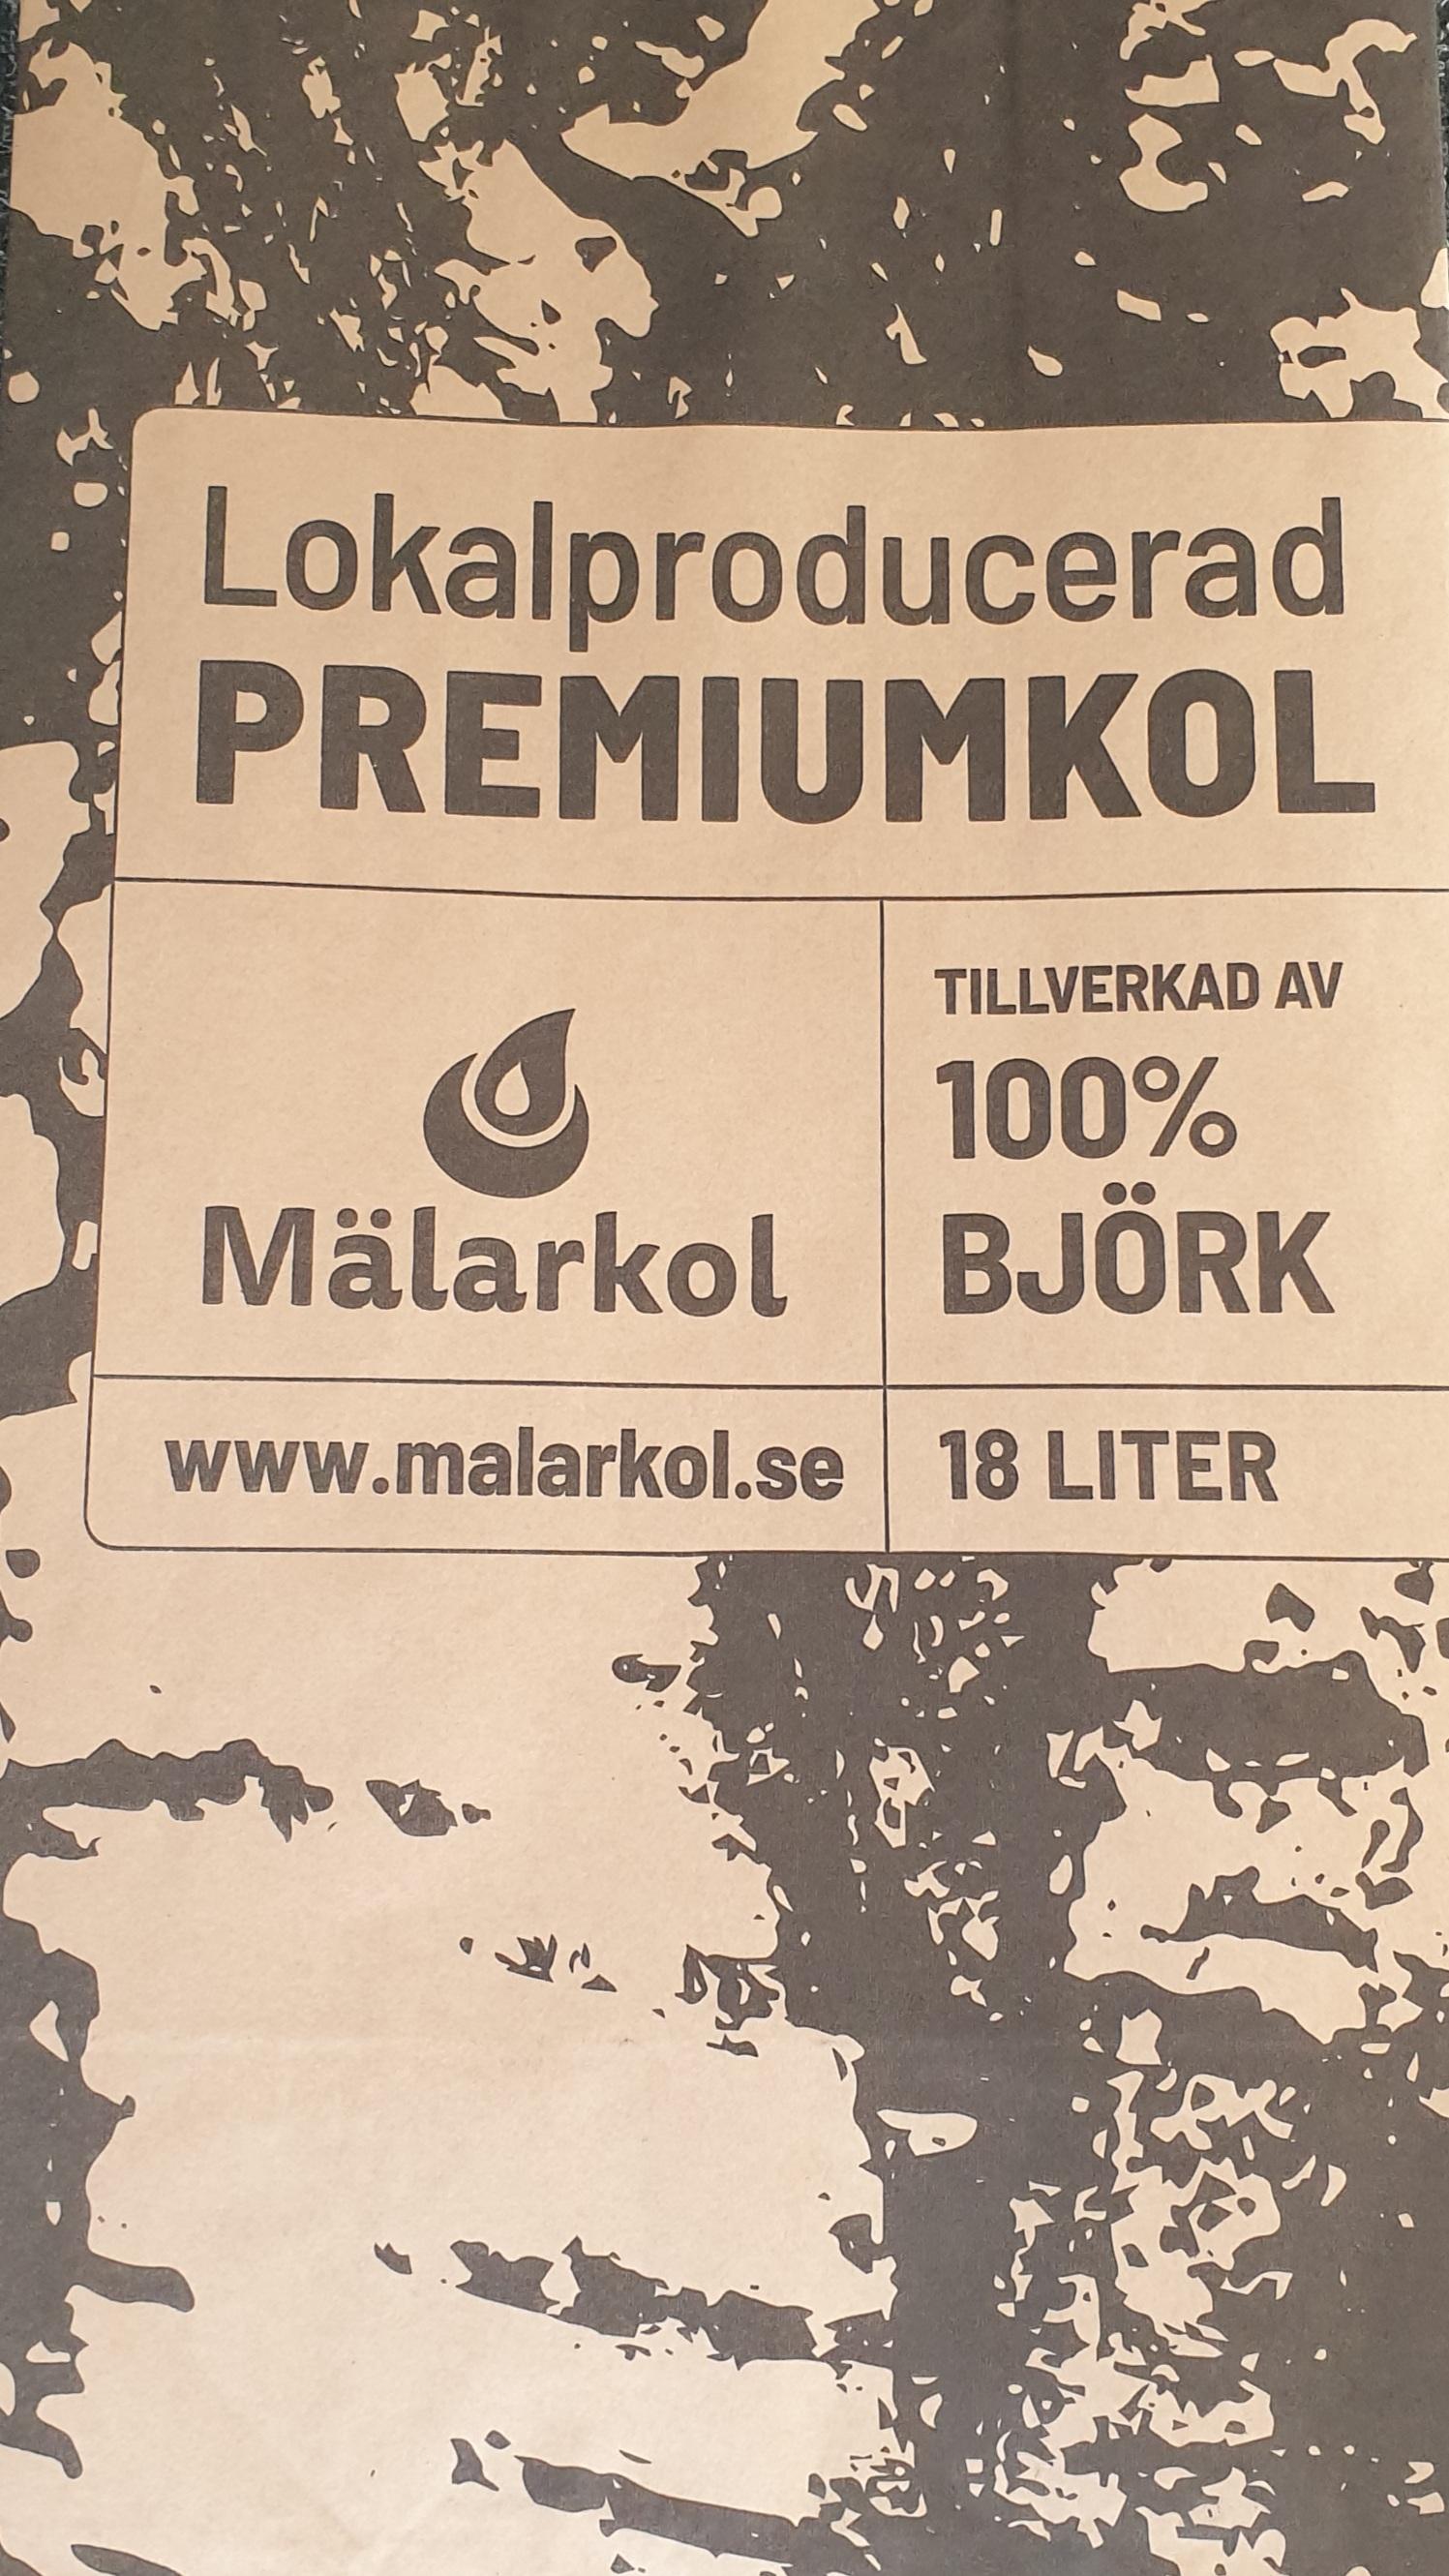 Lokalproducerad
PREMIUMKOL
Mälarkol
TILLVERKAD AV
100%
BJÖRK
www.malarkol.se
18 LITER